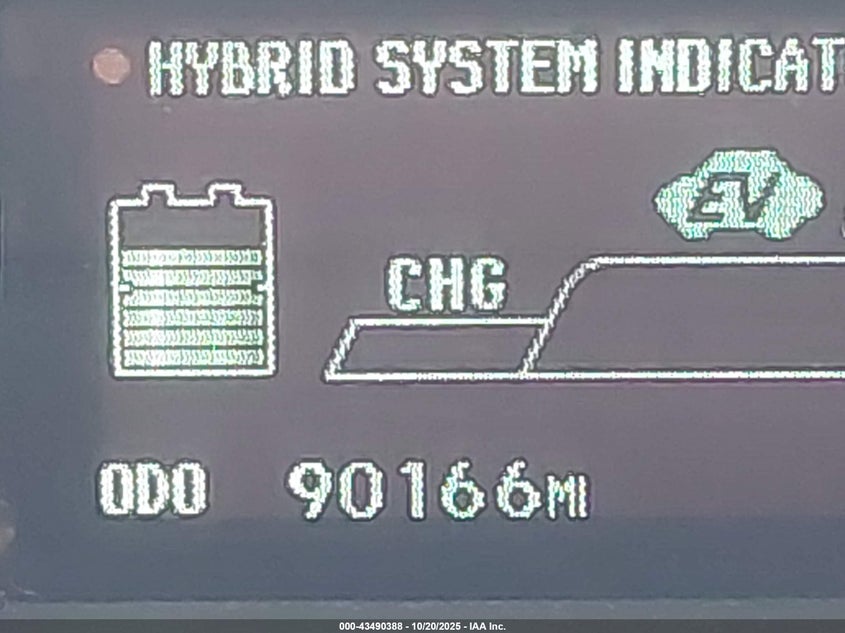 HYBRID SYSTEM INDICAT
EV
CHG
ODO 90166MI
000-43490388 - 10/20/2025 - IAA Inc.